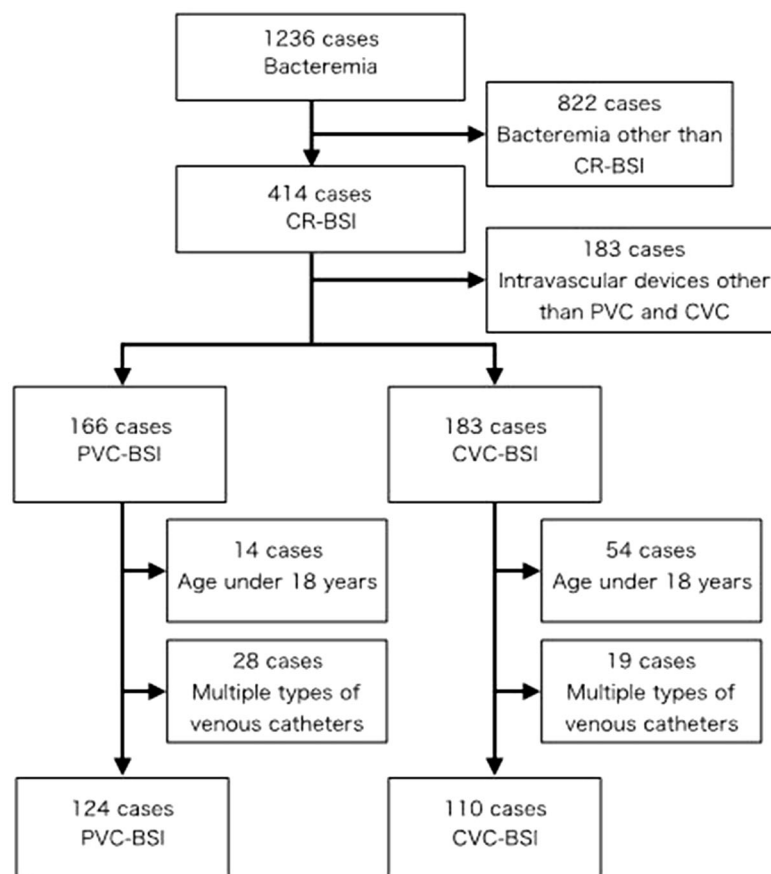 1236 cases
Bacteremia
822 cases
Bacteremia other than
CR-BSI
414 cases
CR-BSI
183 cases
Intravascular devices other
than PVC and CVC
166 cases
PVC-BSI
183 cases
CVC-BSI
14 cases
Age under 18 years
54 cases
Age under 18 years
28 cases
Multiple types of
venous catheters
19 cases
Multiple types of
venous catheters
124 cases
PVC-BSI
110 cases
CVC-BSI